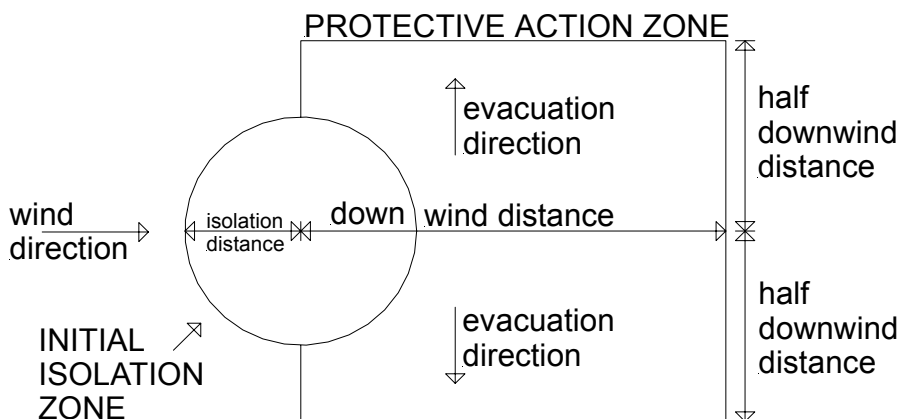 PROTECTIVE ACTION ZONE
evacuation
direction
half
downwind
distance
wind
direction
isolation
distance
down wind distance
evacuation
direction
half
downwind
distance
INITIAL
ISOLATION
ZONE